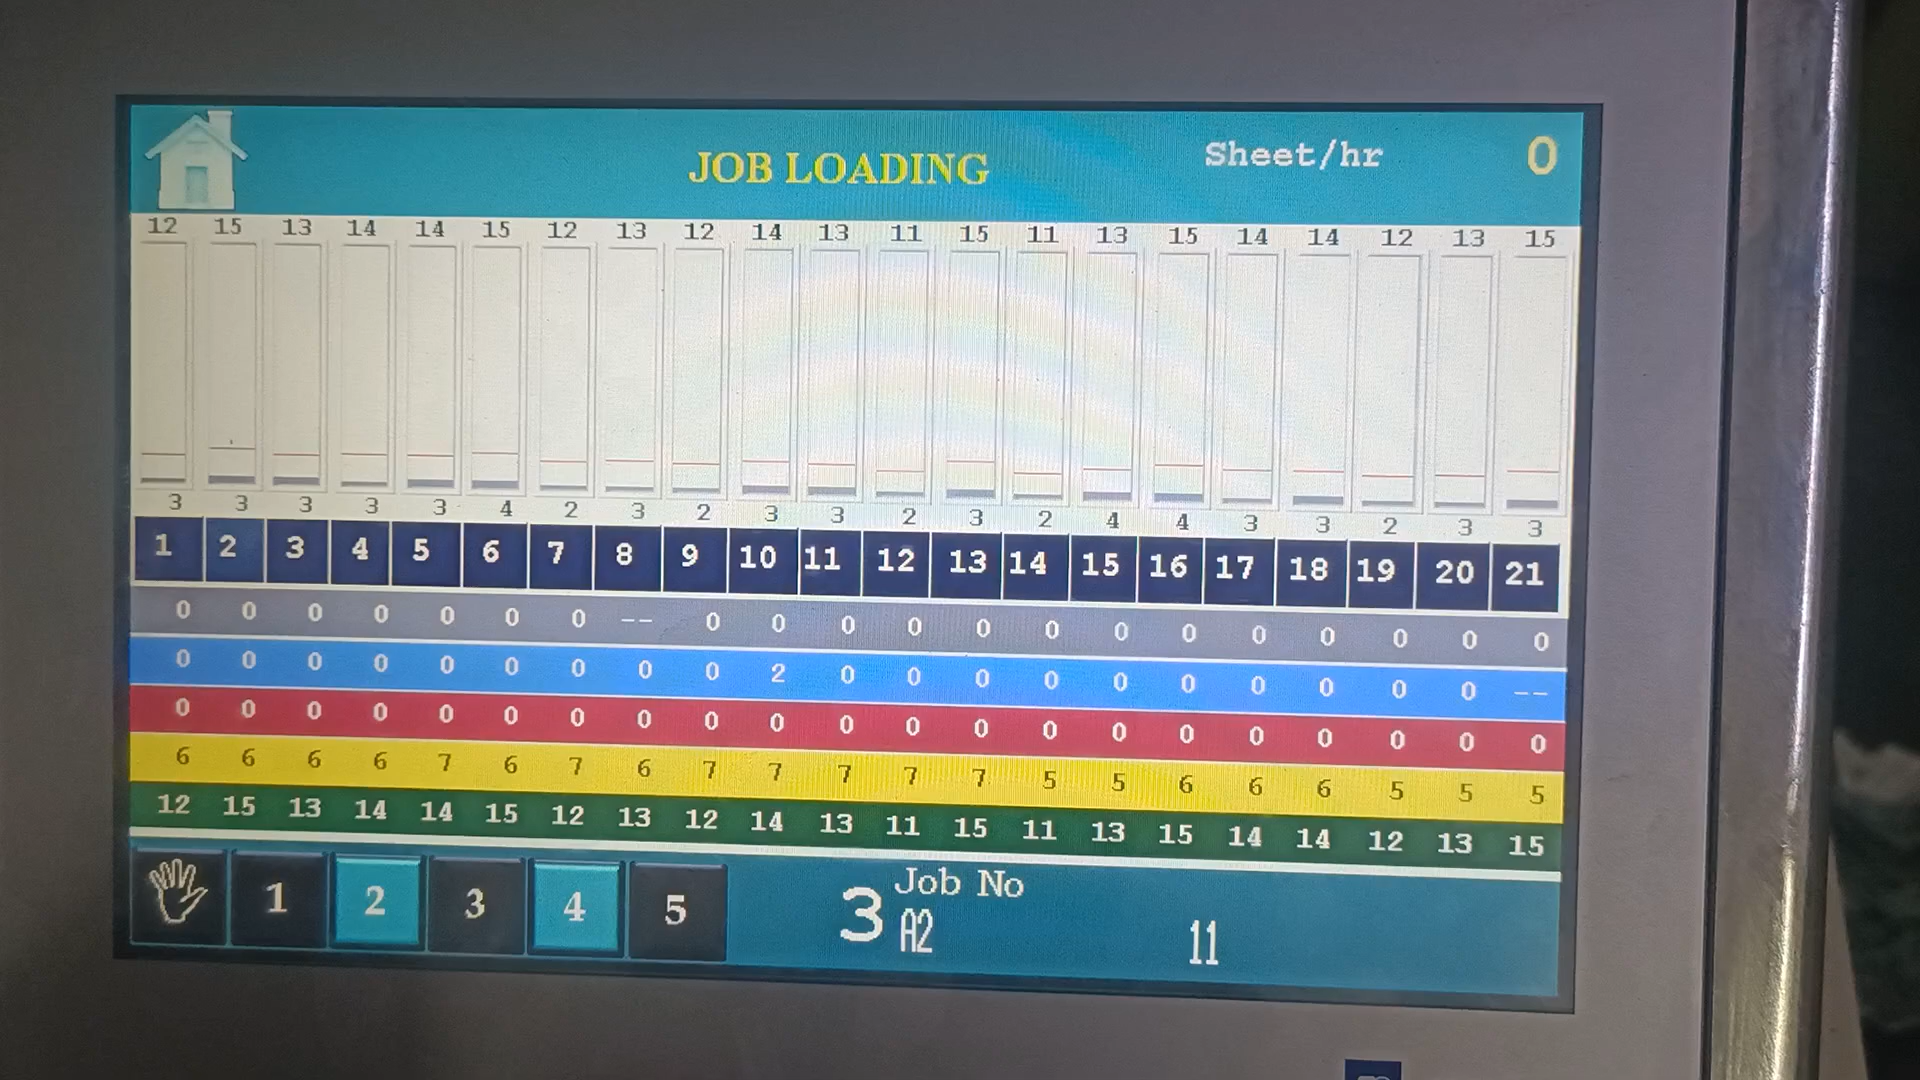 JOB LOADING Sheet/hr 0
12 15 13 14 14 15 12 13 12 14 13 11 15 11 13 15 14 14 12 13 15
3 3 3 3 3 4 2 3 2 3 3 2 3 2 4 4 3 3 2 3 3
1 2 3 4 5 6 7 8 9 10 11 12 13 14 15 16 17 18 19 20 21
0 0 0 0 0 0 0 -- 0 0 0 0 0 0 0 0 0 0 0 0 0
0 0 0 0 0 0 0 0 0 2 0 0 0 0 0 0 0 0 0 0 --
0 0 0 0 0 0 0 0 0 0 0 0 0 0 0 0 0 0 0 0 0
6 6 6 6 7 6 7 6 7 7 7 7 7 5 5 6 6 6 5 5 5
12 15 13 14 14 15 12 13 12 14 13 11 15 11 13 15 14 14 12 13 15
1 2 3 4 5
3 Job No
A2 11